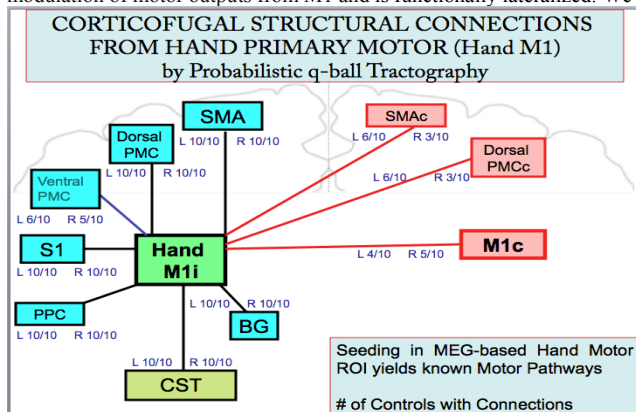 modulation of motor outputs from M1 and is functionally lateralized. We
CORTICOFUGAL STRUCTURAL CONNECTIONS
FROM HAND PRIMARY MOTOR (Hand M1)
by Probabilistic q-ball Tractography
SMA
SMAc
L 10/10 R 10/10
L 6/10 R 3/10
Dorsal
PMC
Dorsal
PMCc
L 10/10 R 10/10
L 6/10 R 3/10
Ventral
PMC
L 6/10 R 5/10
S1
Hand
M1i
M1c
L 4/10 R 5/10
L 10/10 R 10/10
PPC
L 10/10 R 10/10
BG
L 10/10 R 10/10
L 10/10 R 10/10
CST
Seeding in MEG-based Hand Motor
ROI yields known Motor Pathways
# of Controls with Connections